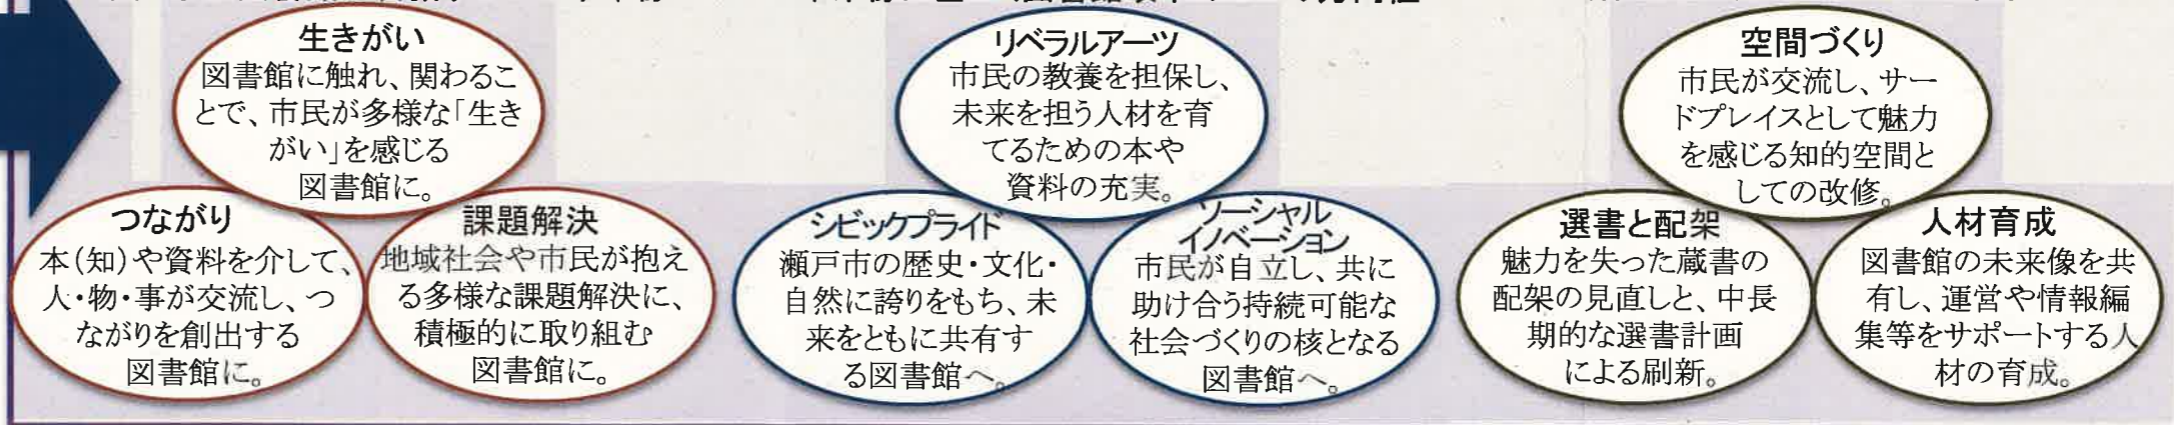 生きがい
図書館に触れ、関わるこ
とで、市民が多様な「生き
がい」を感じる
図書館に。
つながり
本(知)や資料を介して、
人・物・事が交流し、つ
ながりを創出する
図書館に。
課題解決
地域社会や市民が抱え
る多様な課題解決に、
積極的に取り組む
図書館に。
リベラルアーツ
市民の教養を担保し、
未来を担う人材を育
てるための本や
資料の充実。
シビックプライド
瀬戸市の歴史・文化・
自然に誇りをもち、未
来をともに共有す
る図書館へ。
ソーシャル
イノベーション
市民が自立し、共に
助け合う持続可能な
社会づくりの核となる
図書館へ。
空間づくり
市民が交流し、サー
ドプレイスとして魅力
を感じる知的空間と
しての改修。
選書と配架
魅力を失った蔵書の
配架の見直しと、中長
期的な選書計画
による刷新。
人材育成
図書館の未来像を共
有し、運営や情報編
集等をサポートする人
材の育成。